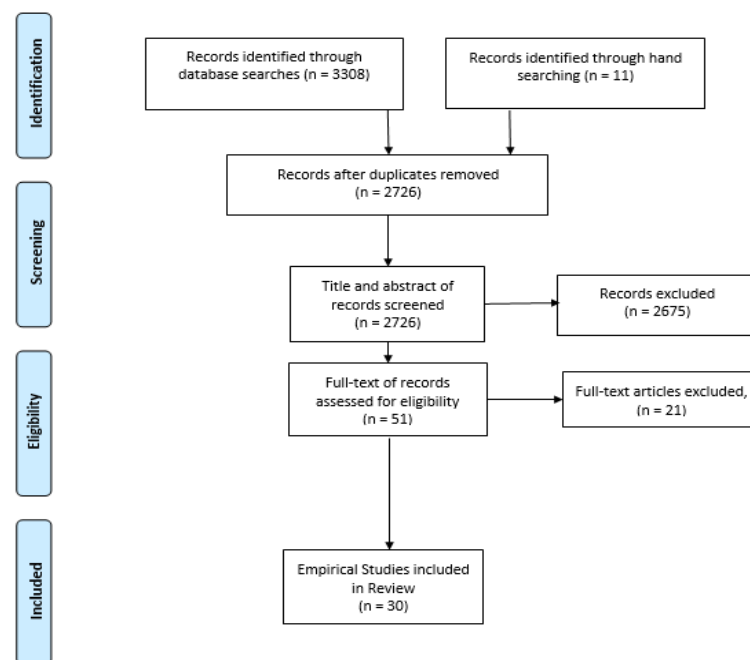 Identification
Records identified through
database searches (n = 3308)
Records identified through hand
searching (n = 11)
Records after duplicates removed
(n = 2726)
Screening
Title and abstract of
records screened
(n = 2726)
Records excluded
(n = 2675)
Eligibility
Full-text of records
assessed for eligibility
(n = 51)
Full-text articles excluded,
(n = 21)
Included
Empirical Studies included
in Review
(n = 30)